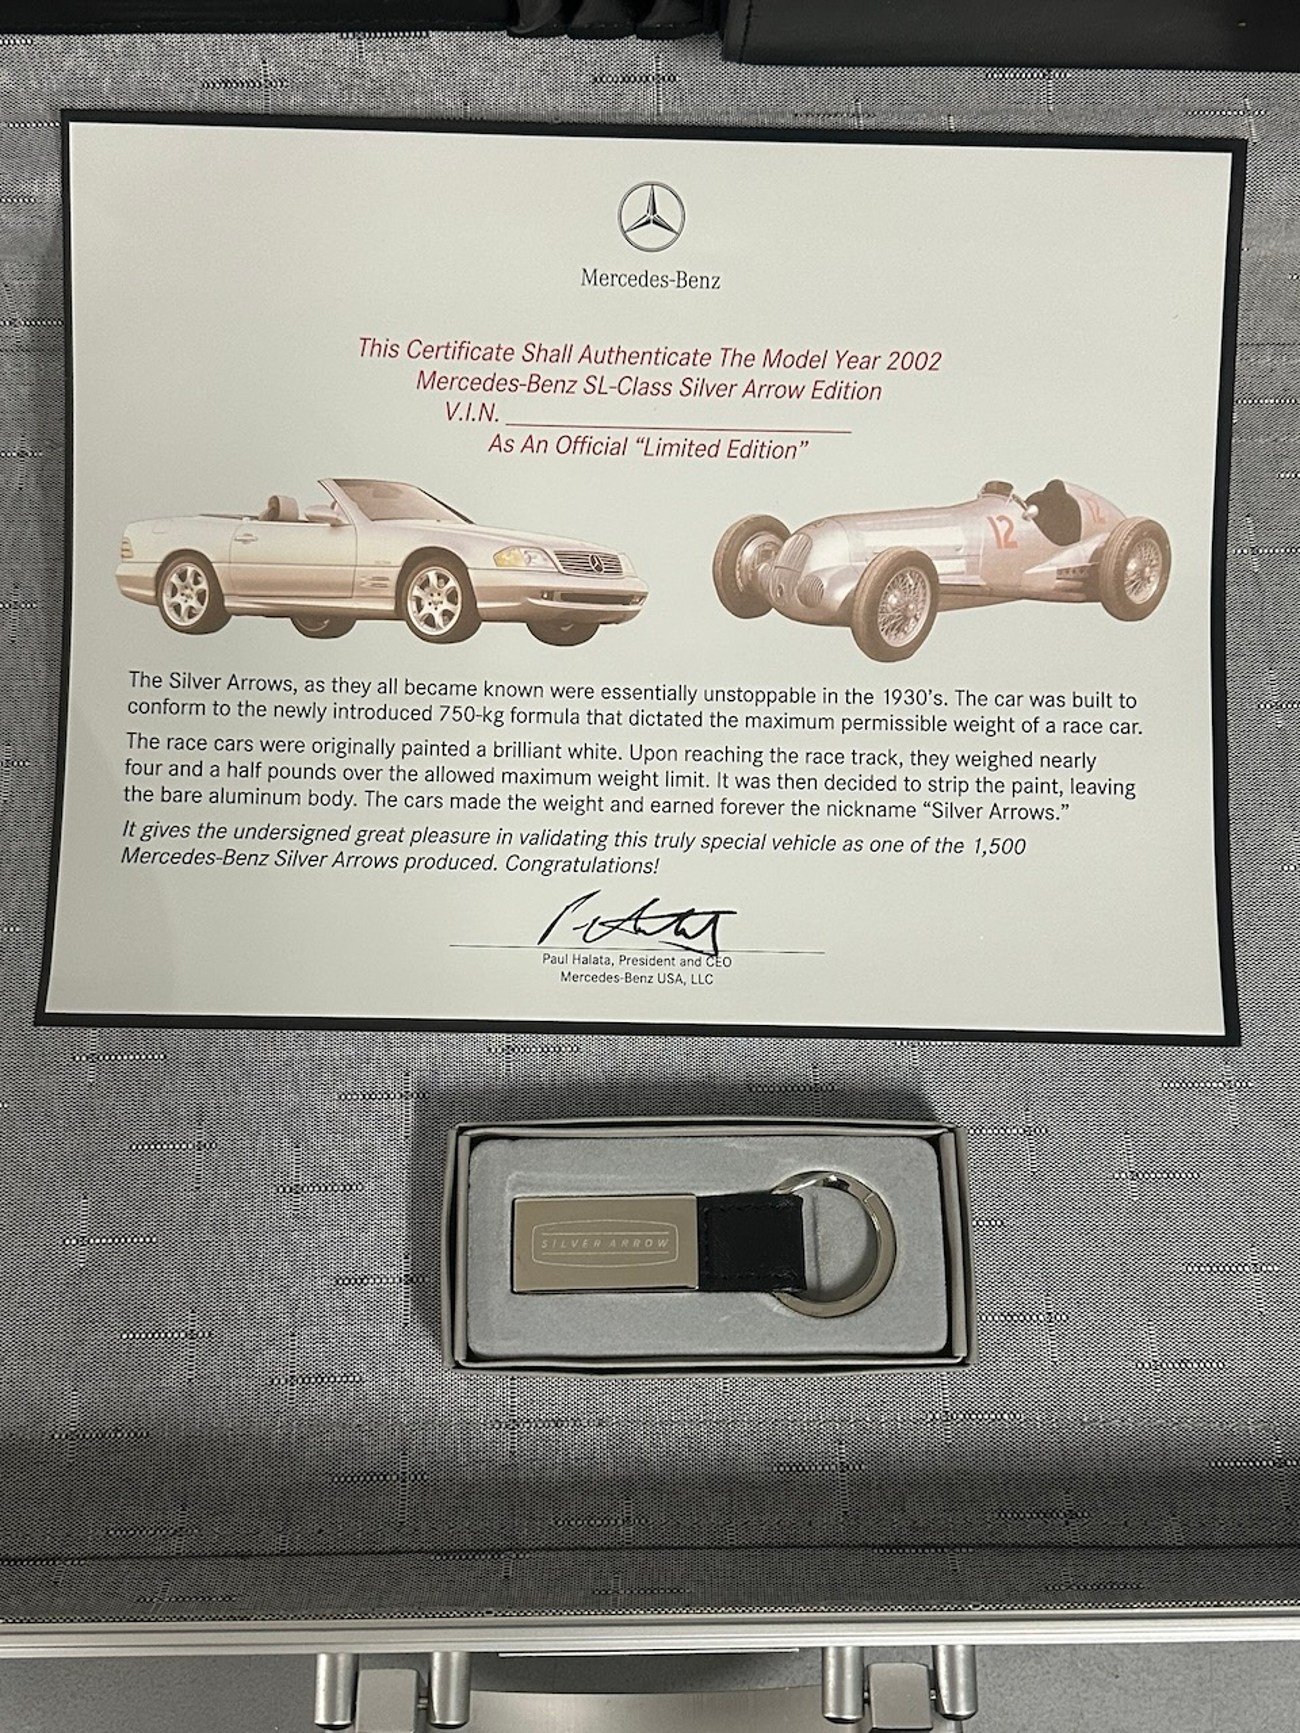 Mercedes-Benz
This Certificate Shall Authenticate The Model Year 2002
Mercedes-Benz SL-Class Silver Arrow Edition
V.I.N.
As An Official “Limited Edition”
12
12
The Silver Arrows, as they all became known were essentially unstoppable in the 1930's. The car was built to
conform to the newly introduced 750-kg formula that dictated the maximum permissible weight of a race car.
The race cars were originally painted a brilliant white. Upon reaching the race track, they weighed nearly
four and a half pounds over the allowed maximum weight limit. It was then decided to strip the paint, leaving
the bare aluminum body. The cars made the weight and earned forever the nickname “Silver Arrows.”
It gives the undersigned great pleasure in validating this truly special vehicle as one of the 1,500
Mercedes-Benz Silver Arrows produced. Congratulations!
Paul Halata, President and CEO
Mercedes-Benz USA, LLC
SILVER ARROW